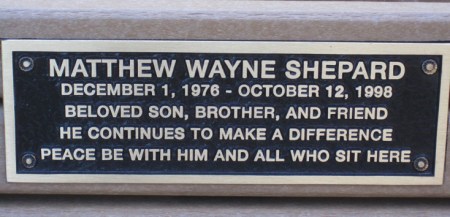 MATTHEW WAYNE SHEPARD
DECEMBER 1, 1976 - OCTOBER 12, 1998
BELOVED SON, BROTHER, AND FRIEND
HE CONTINUES TO MAKE A DIFFERENCE
PEACE BE WITH HIM AND ALL WHO SIT HERE